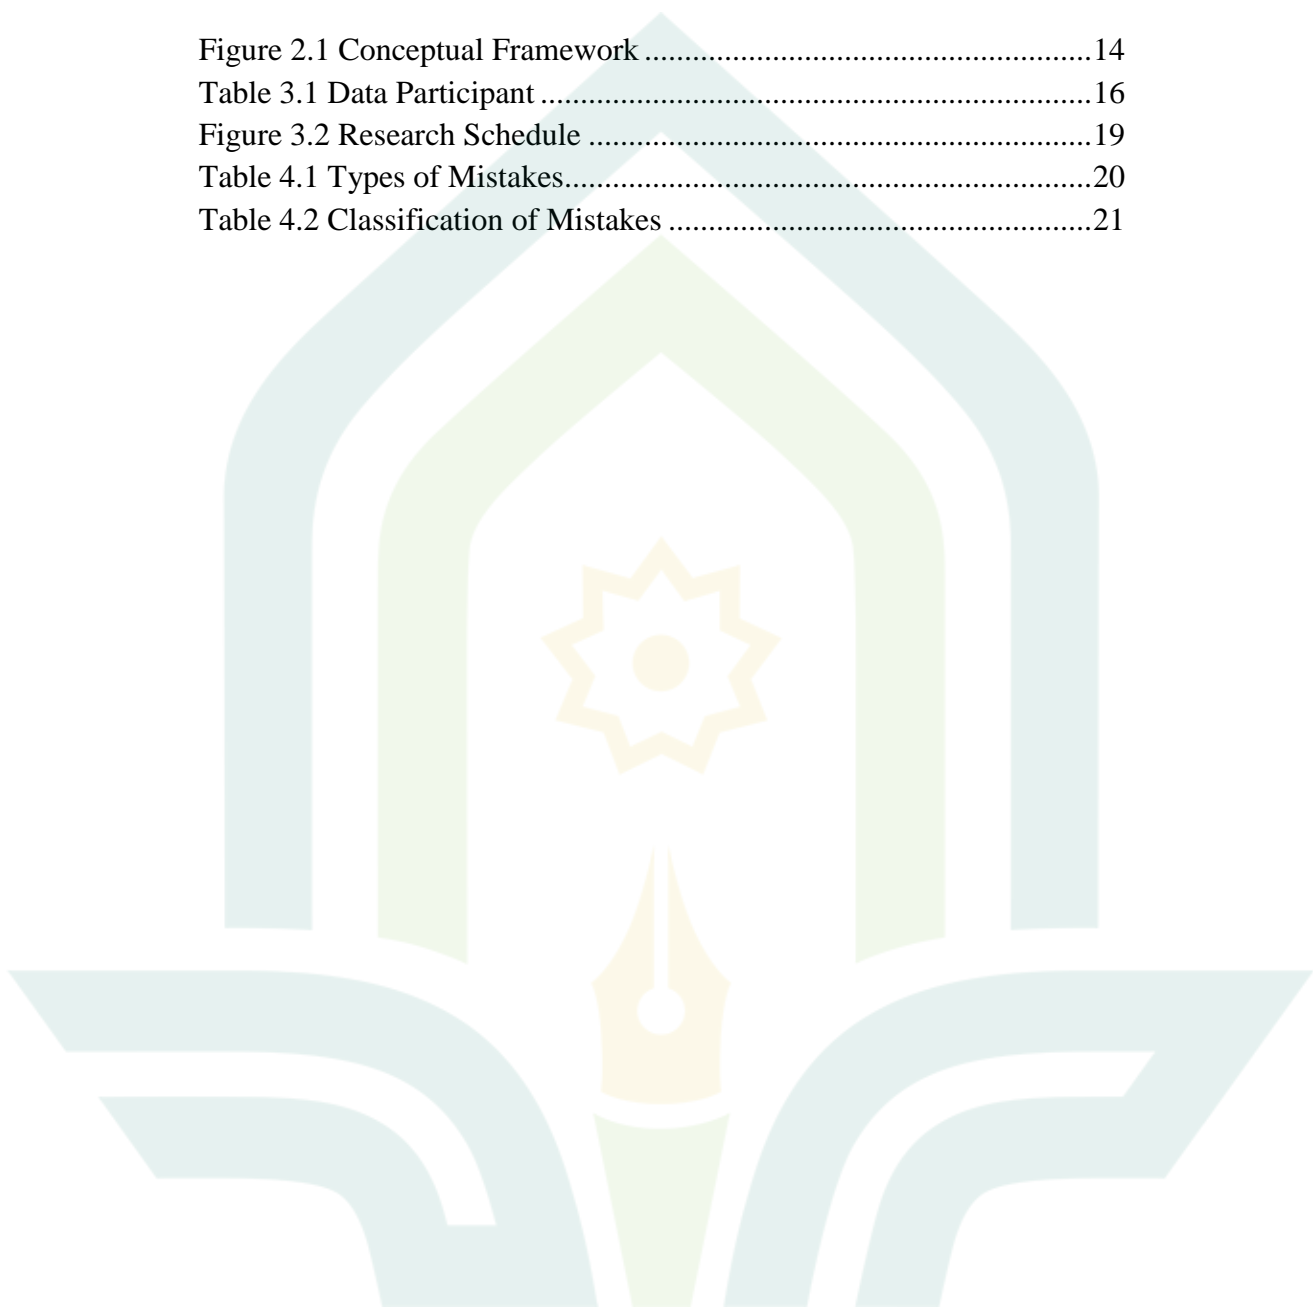 Figure 2.1 Conceptual Framework ........................................................ 14
Table 3.1 Data Participant ..................................................................... 16
Figure 3.2 Research Schedule ............................................................... 19
Table 4.1 Types of Mistakes.................................................................. 20
Table 4.2 Classification of Mistakes ..................................................... 21